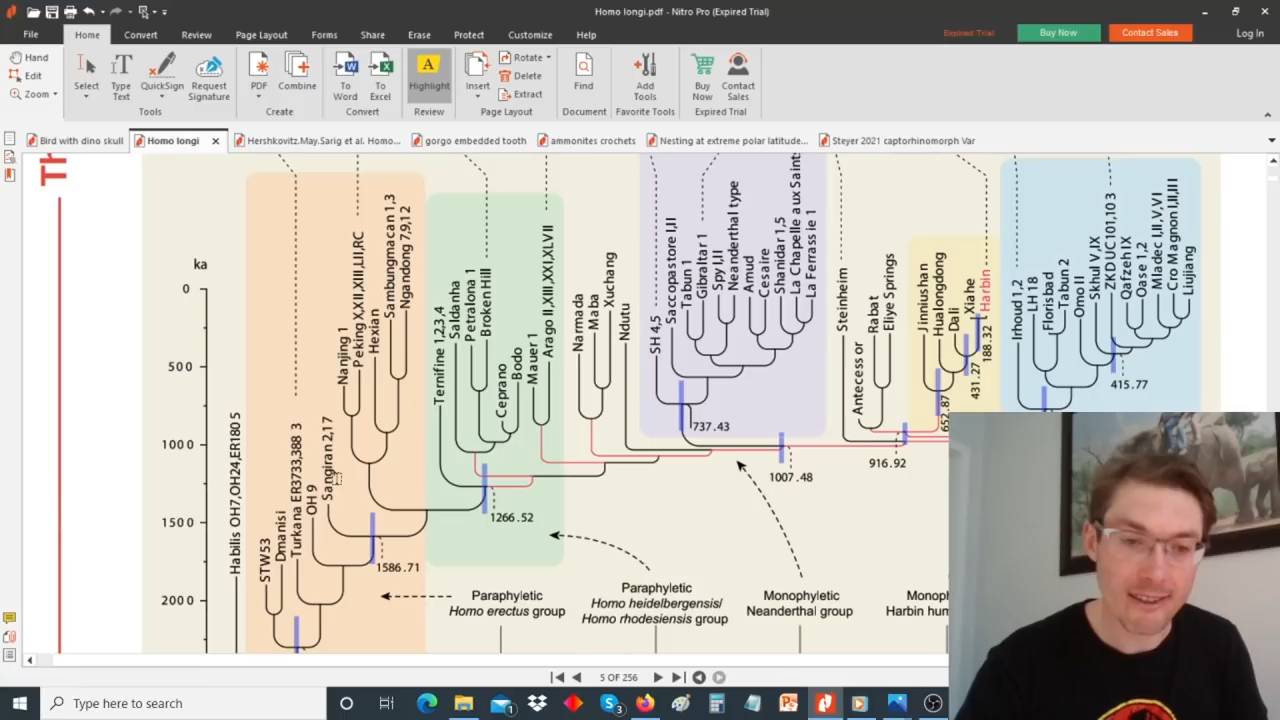 Homo longi.pdf - Nitro Pro (Expired Trial)
File
Home
Convert
Review
Page Layout
Forms
Share
Erase
Protect
Customize
Help
Expired Trial
Buy Now
Contact Sales
Log In
Hand
Edit
Zoom
Select
Type Text
QuickSign
Request Signature
Tools
PDF
Combine
Create
To Word
To Excel
Convert
Highlight
Review
Insert
Rotate
Delete
Extract
Page Layout
Find
Document
Add Tools
Favorite Tools
Buy Now
Contact Sales
Expired Trial
Bird with dino skull
Homo longi
Hershkovitz.May.Sarig et al. Homo...
gorgo embedded tooth
ammonites crochets
Nesting at extreme polar latitude...
Steyer 2021 captorhinomorph Var
Th
ka
0
500
1000
1500
2000
Habilis OH7,OH24,ER1805
STW53
Dmanisi
Turkana ER3733,3883
OH 9
Sangiran 2,17
Nanjing 1
Peking X,XII,XIII,LII,RC
Hexian
Sambungmacan 1,3
Ngandong 7,9,12
Ternifine 1,2,3,4
Saldanha
Petralona 1
Broken Hill
Ceprano
Bodo
Mauer 1
Arago II,XIII,XXI,XLVII
Narmada
Maba
Xuchang
Ndutu
SH 4,5
Saccopastore I,II
Tabun 1
Gibraltar 1
Spy I,II
Neanderthal type
Amud
Cesaire
Shanidar 1,5
La Chapelle aux Saints
La Ferrassie 1
Steinheim
Antecessor
Rabat
Eliye Springs
Jinniushan
Hualongdong
Dali
Xiahe
Harbin
Irhoud 1,2
LH 18
Florisbad
Tabun 2
Omo II
Skhul V,IX
ZKD UC101,103
Qafzeh IX
Oase 1,2
Mladec I,II,V,VI
Cro Magnon I,II,III
Liujiang
188.32
431.27
652.87
415.77
737.43
916.92
1007.48
1266.52
1586.71
Paraphyletic
Homo erectus group
Paraphyletic
Homo heidelbergensis/
Homo rhodesiensis group
Monophyletic
Neanderthal group
Monoph
Harbin hum
5 OF 256
Type here to search
1
3